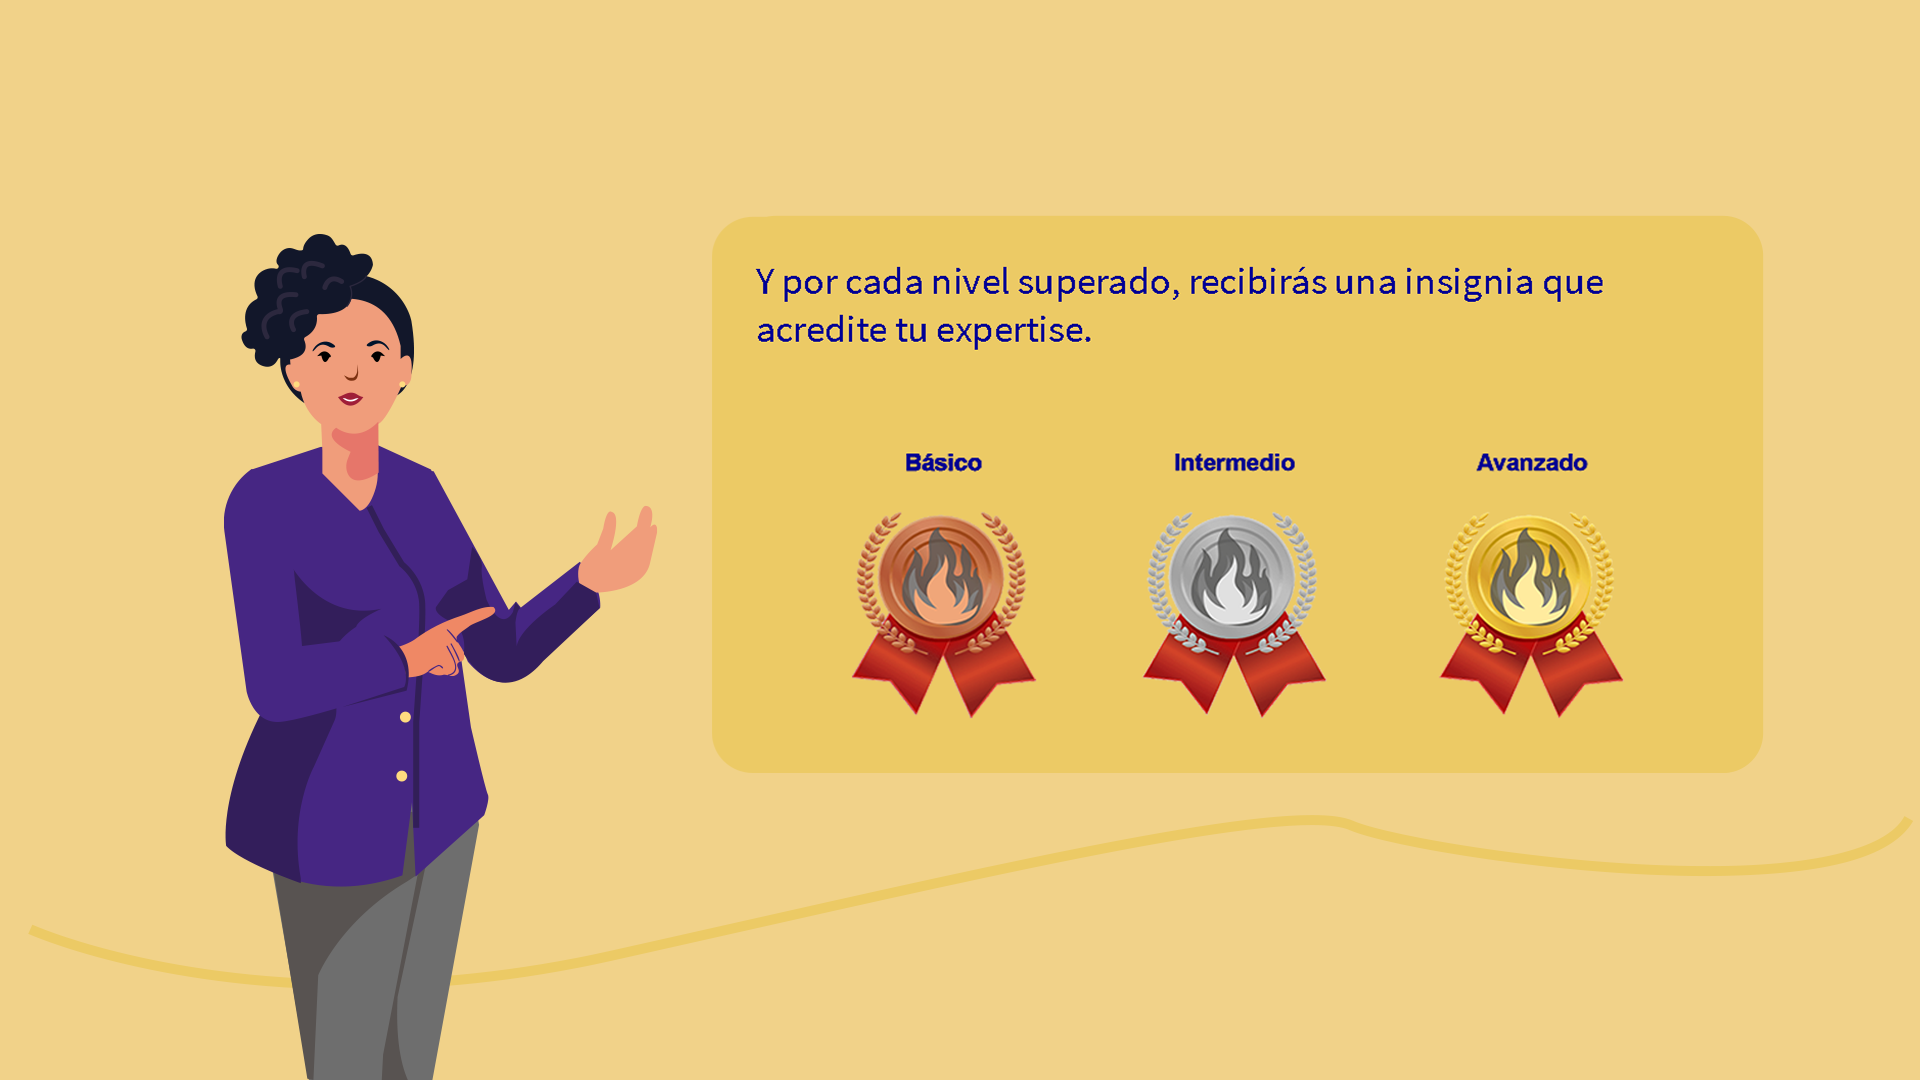 Y por cada nivel superado, recibirás una insignia que
acredite tu expertise.
Básico
Intermedio
Avanzado